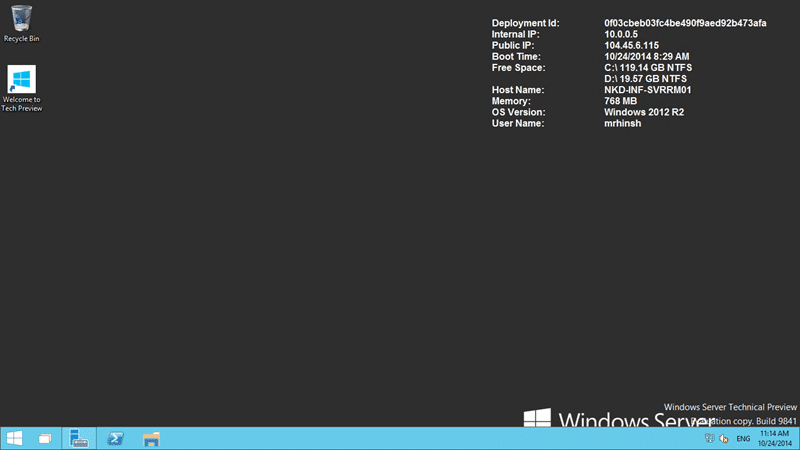 Recycle Bin
Welcome to
Tech Preview
Deployment Id: 0f03cbeb03fc4be490f9aed92b473afa
Internal IP: 10.0.0.5
Public IP: 104.45.6.115
Boot Time: 10/24/2014 8:29 AM
Free Space: C:\ 119.14 GB NTFS
D:\ 19.57 GB NTFS
Host Name: NKD-INF-SVRRM01
Memory: 768 MB
OS Version: Windows 2012 R2
User Name: mrhinsh
Windows Server Technical Preview
Windows Server
copy. Build 9841
ENG
11:14 AM
10/24/2014